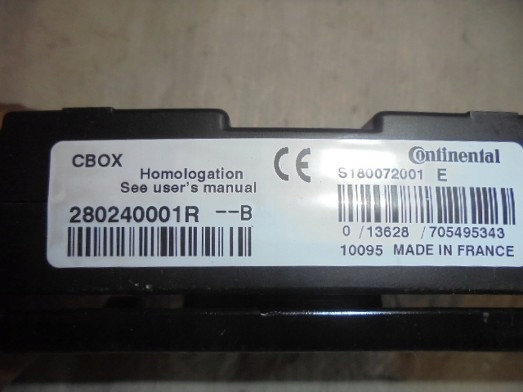 CBOX
Homologation
See user's manual
280240001R --B
CE
Continental
S180072001 E
0 /13628 /705495343
10095 MADE IN FRANCE